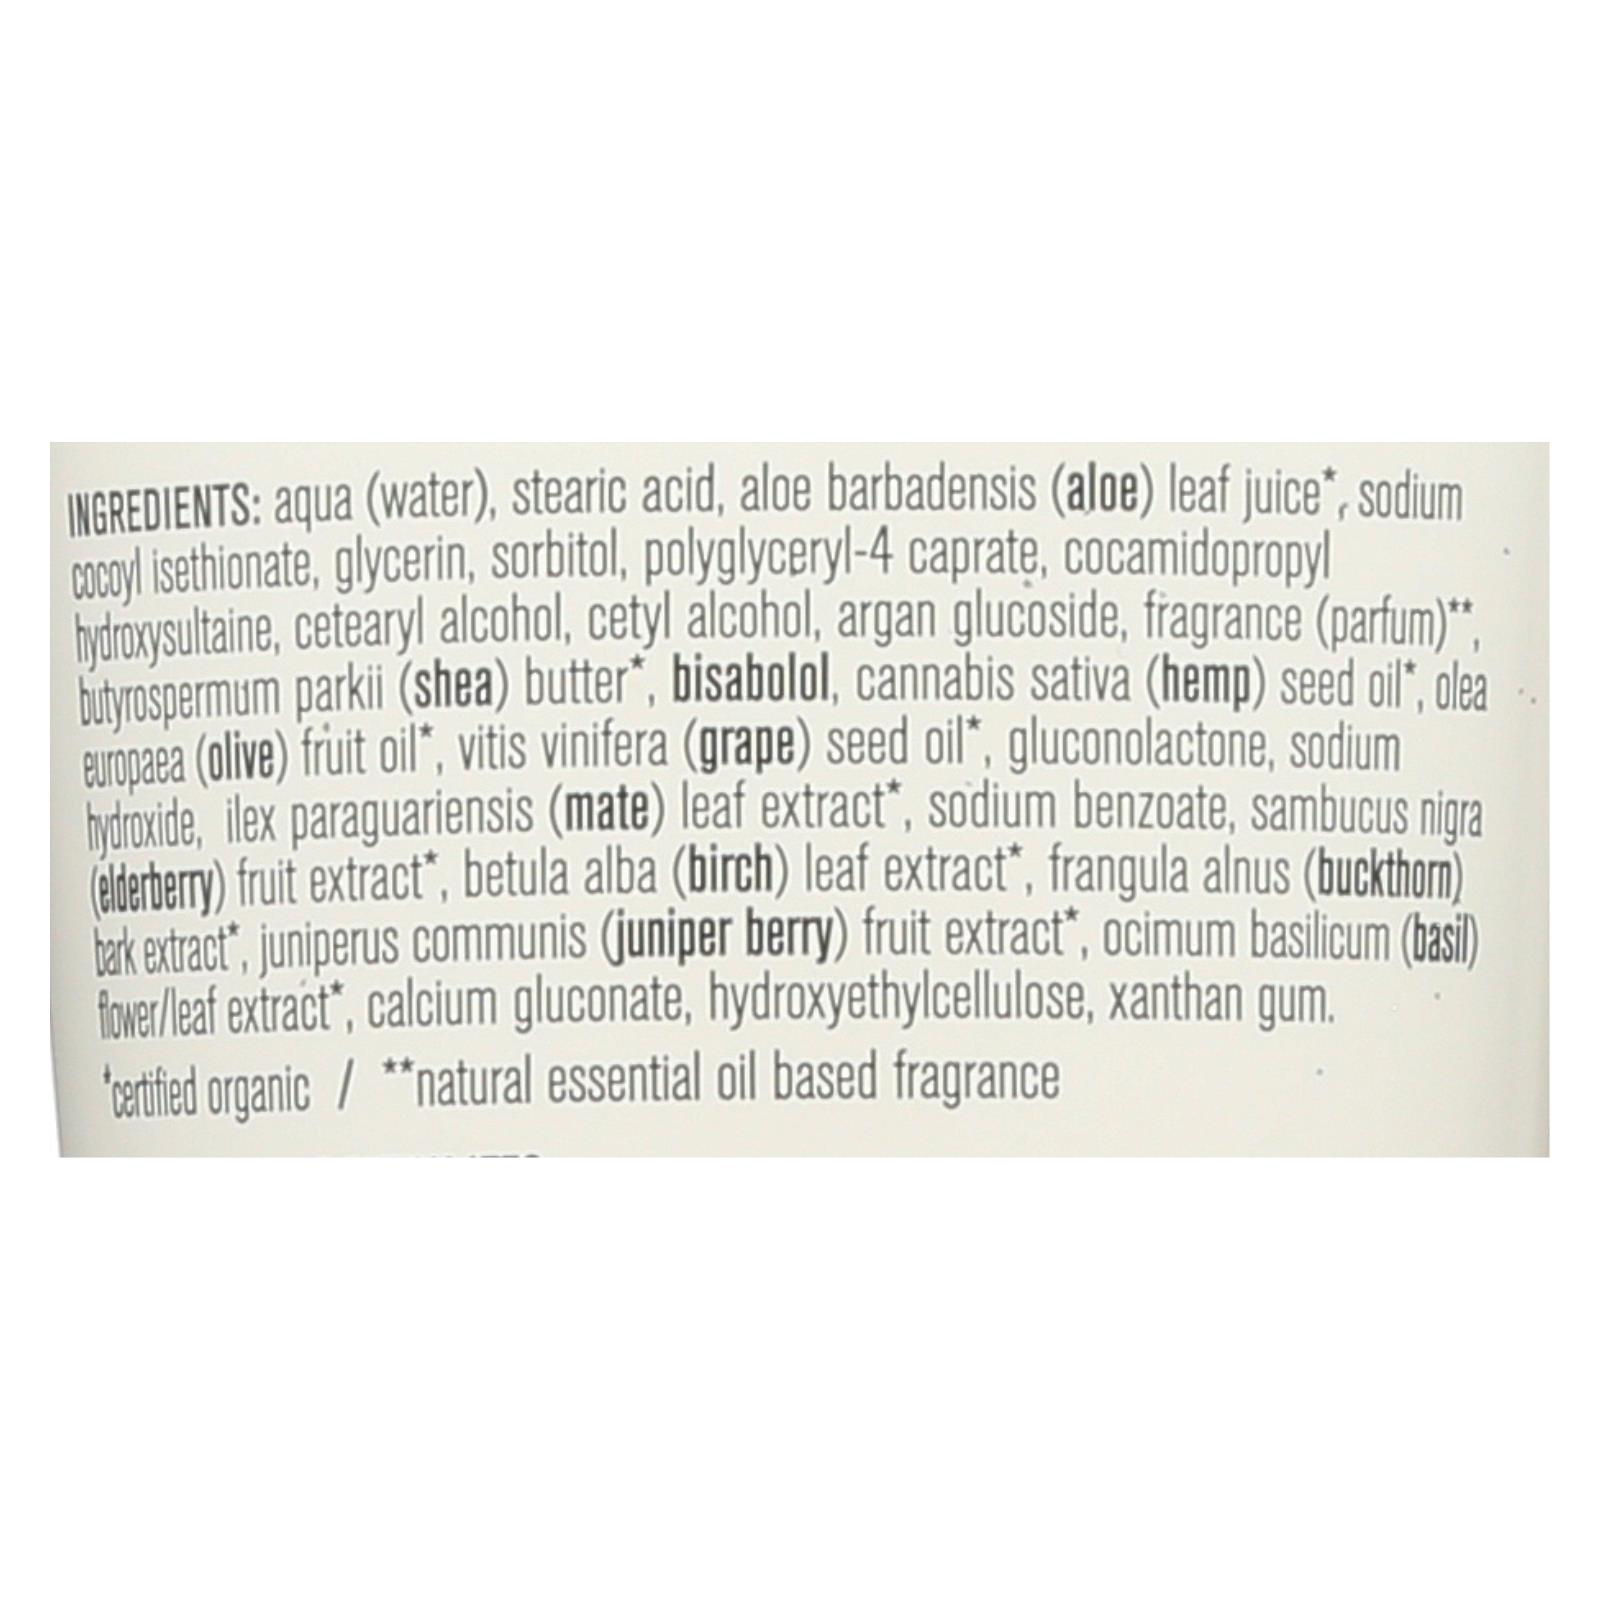 INGREDIENTS: aqua (water), stearic acid, aloe barbadensis (aloe) leaf juice*, sodium
cocoyl isethionate, glycerin, sorbitol, polyglyceryl-4 caprate, cocamidopropyl
hydroxysultaine, cetearyl alcohol, cetyl alcohol, argan glucoside, fragrance (parfum)**,
butyrospermum parkii (shea) butter*, bisabolol, cannabis sativa (hemp) seed oil*, olea
europaea (olive) fruit oil*, vitis vinifera (grape) seed oil*, gluconolactone, sodium
hydroxide, ilex paraguariensis (mate) leaf extract*, sodium benzoate, sambucus nigra
(elderberry) fruit extract*, betula alba (birch) leaf extract*, frangula alnus (buckthorn)
bark extract*, juniperus communis (juniper berry) fruit extract*, ocimum basilicum (basil)
flower/leaf extract*, calcium gluconate, hydroxyethylcellulose, xanthan gum.
*certified organic / **natural essential oil based fragrance